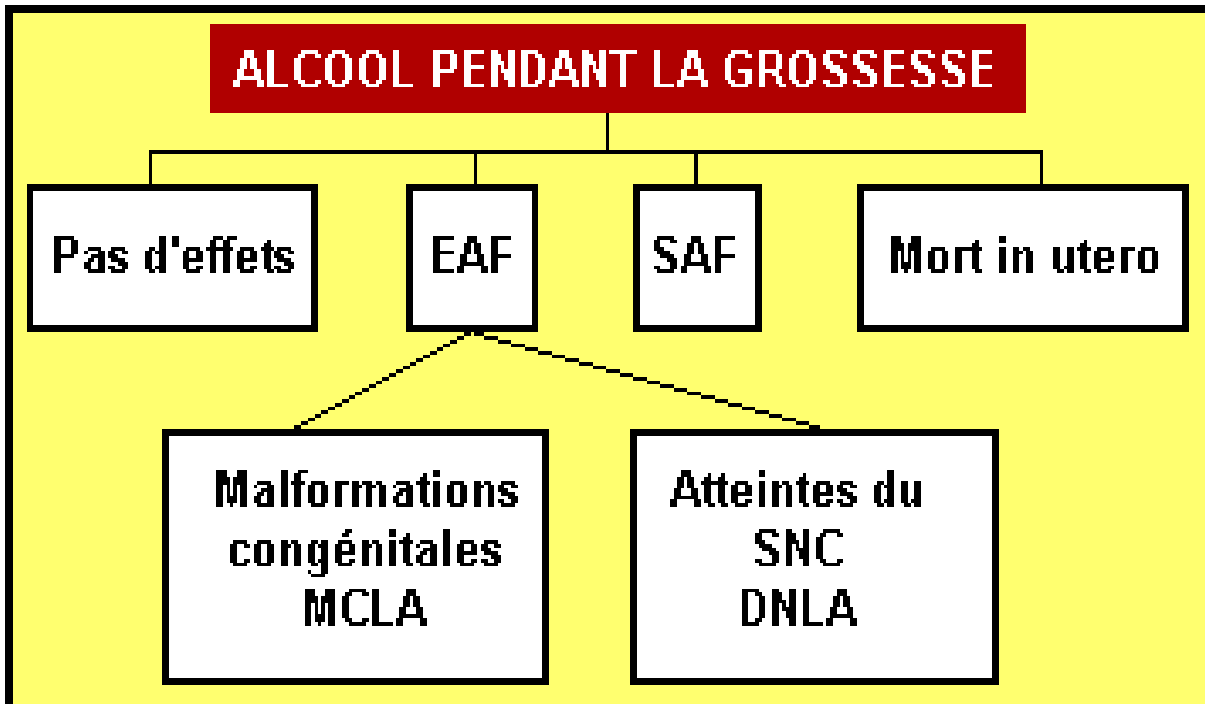 ALCOOL PENDANT LA GROSSESSE
Pas d'effets
EAF
SAF
Mort in utero
Malformations
congénitales
MCLA
Atteintes du
SNC
DNLA